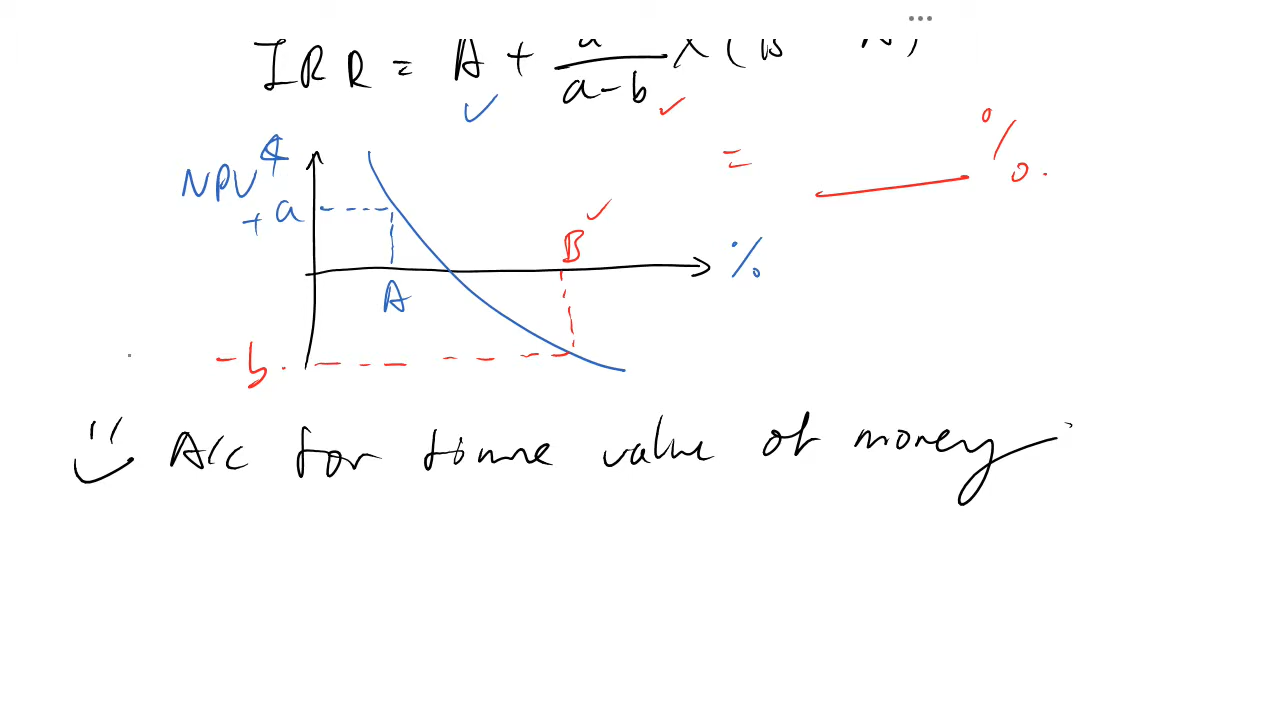 IRR = A + a/a-b × (B - A)
NPV $
= %.
+ a
B
%
A
- b.
A/c for time value of money